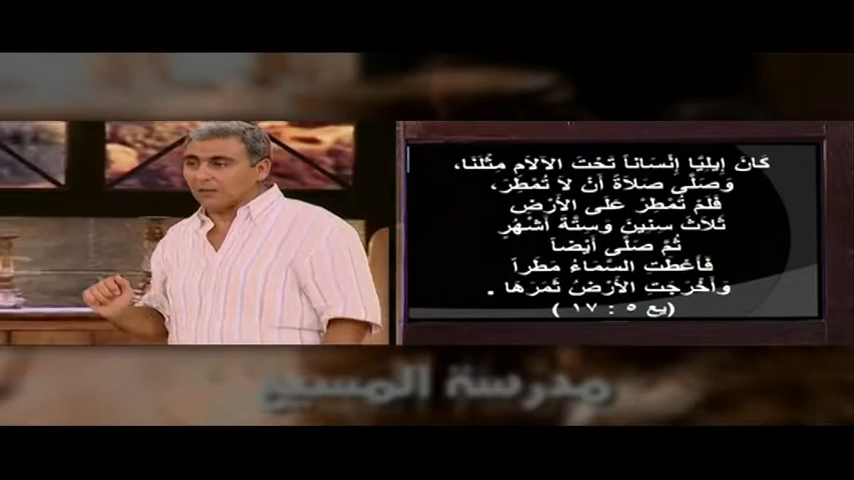 كَانَ إِيلِيَّا إِنْسَاناً تَحْتَ الآلاَمِ مِثْلَنَا،
وَصَلَّى صَلاَةً أَنْ لاَ تُمْطِرَ،
فَلَمْ تُمْطِرْ عَلَى الأَرْضِ
ثَلاَثَ سِنِينَ وَسِتَّةَ أَشْهُرٍ
ثُمَّ صَلَّى أَيْضاً
فَأَعْطَتِ السَّمَاءُ مَطَراً
وَأَخْرَجَتِ الأَرْضُ ثَمَرَهَا .
(يع ٥ : ١٧ )
مدرسة المسيح